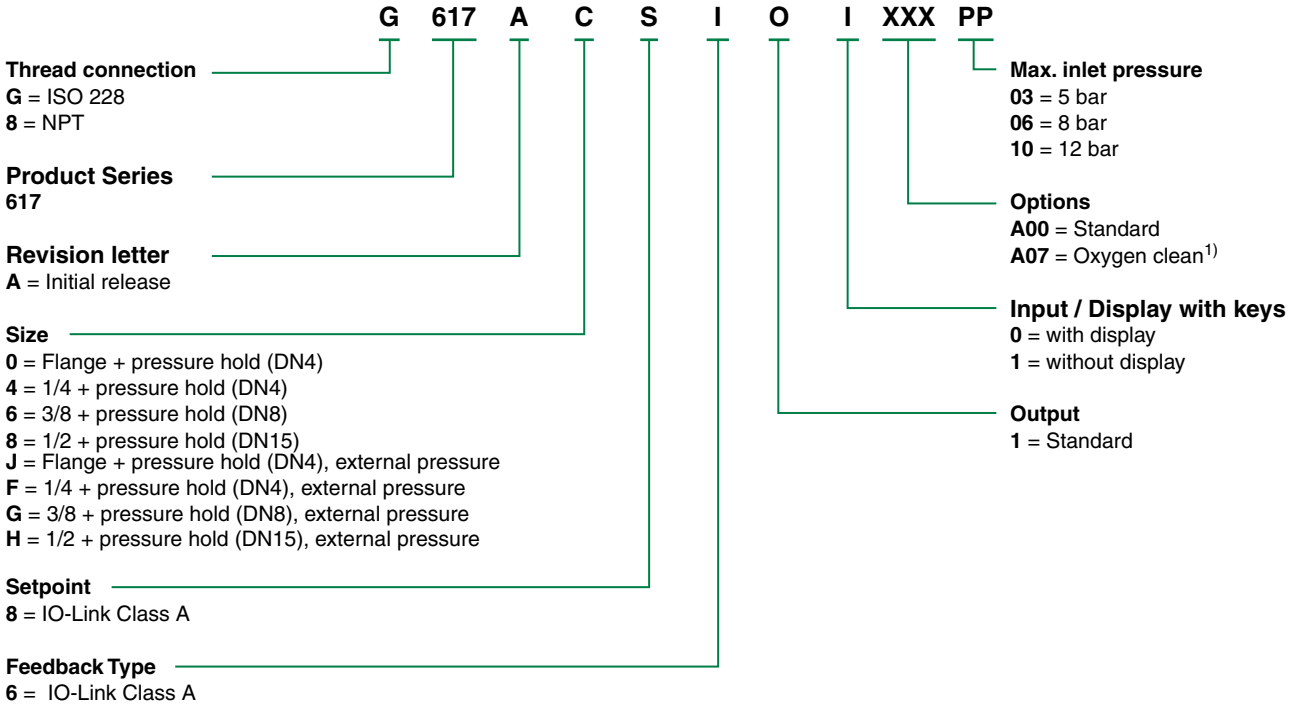 G 617 A C S I O I XXX PP
Thread connection
G = ISO 228
8 = NPT
Product Series
617
Revision letter
A = Initial release
Size
0 = Flange + pressure hold (DN4)
4 = 1/4 + pressure hold (DN4)
6 = 3/8 + pressure hold (DN8)
8 = 1/2 + pressure hold (DN15)
J = Flange + pressure hold (DN4), external pressure
F = 1/4 + pressure hold (DN4), external pressure
G = 3/8 + pressure hold (DN8), external pressure
H = 1/2 + pressure hold (DN15), external pressure
Setpoint
8 = IO-Link Class A
Feedback Type
6 = IO-Link Class A
Max. inlet pressure
03 = 5 bar
06 = 8 bar
10 = 12 bar
Options
A00 = Standard
A07 = Oxygen clean1)
Input / Display with keys
0 = with display
1 = without display
Output
1 = Standard